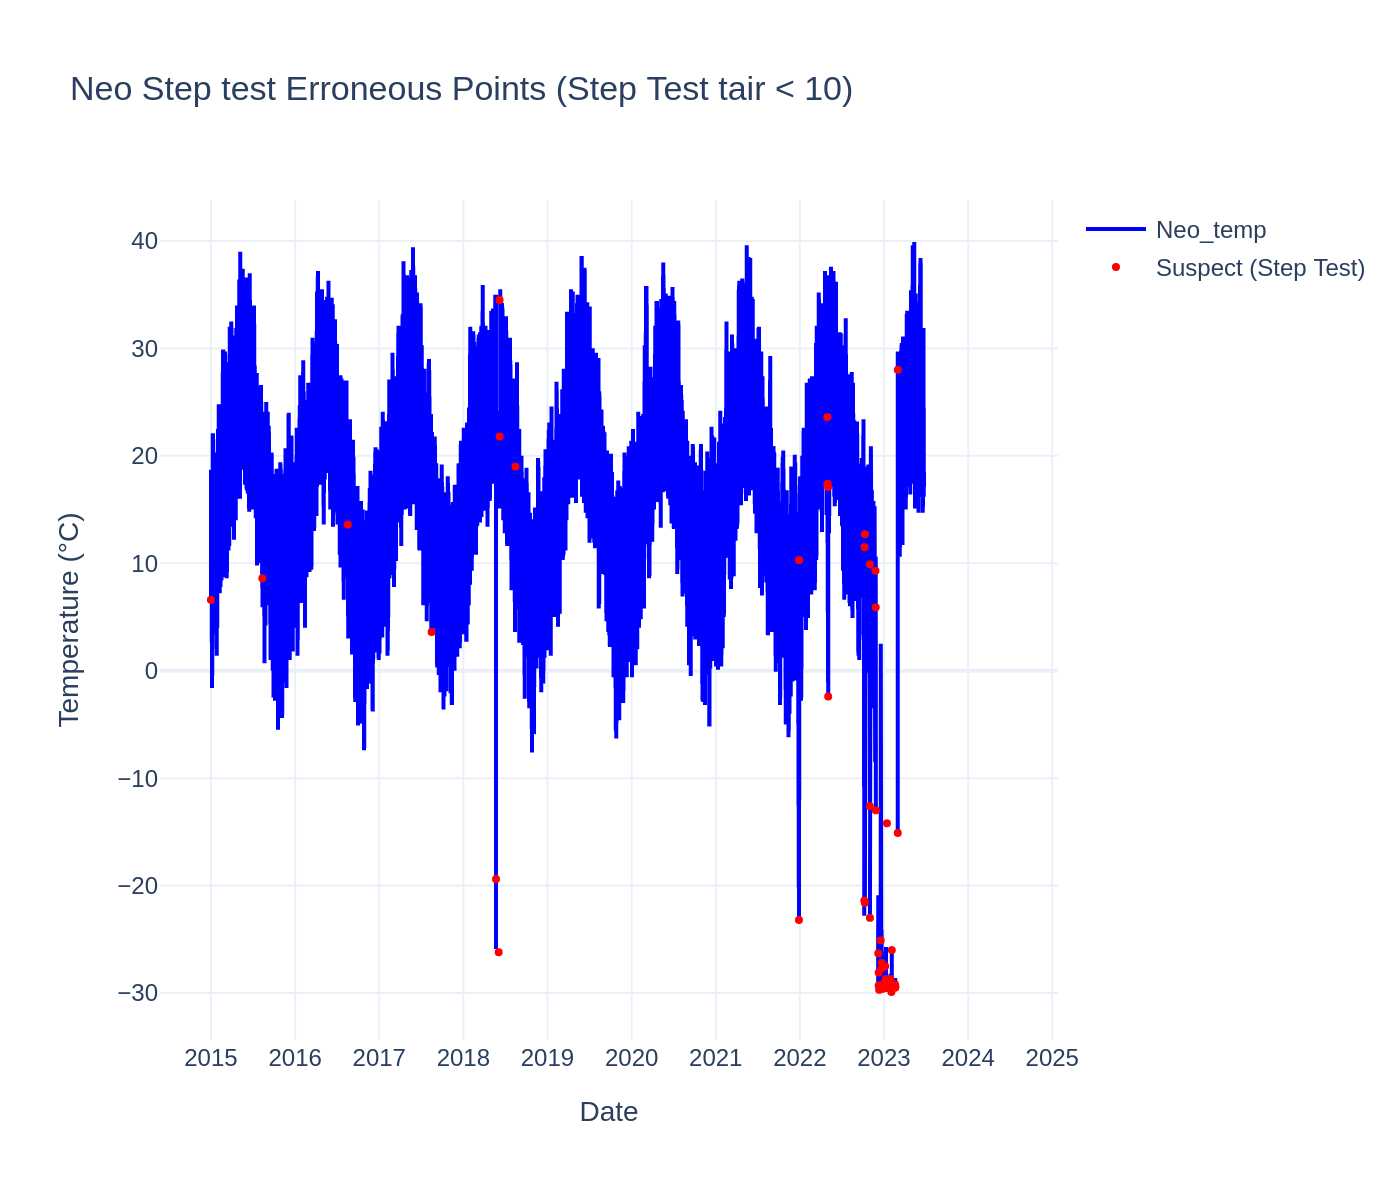 Neo Step test Erroneous Points (Step Test tair < 10)
Neo_temp
Suspect (Step Test)
Temperature (°C)
40
30
20
10
0
−10
−20
−30
2015 2016 2017 2018 2019 2020 2021 2022 2023 2024 2025
Date